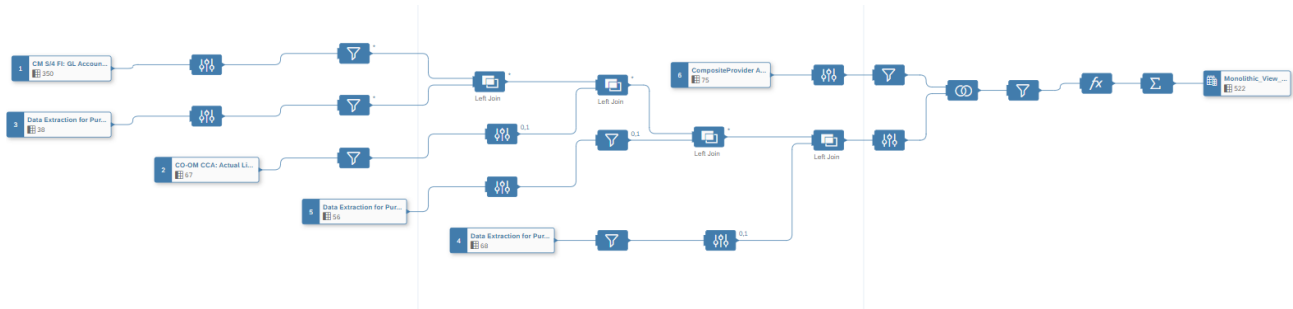 1
CM S/4 FI: GL Accoun...
350
*
3
Data Extraction for Pur...
38
*
2
CO-OM CCA: Actual Li...
67
5
Data Extraction for Pur...
56
4
Data Extraction for Pur...
68
*
Left Join
*
Left Join
0,1
0,1
*
Left Join
0,1
Left Join
6
CompositeProvider A...
75
fx
Σ
Monolithic_View_...
522